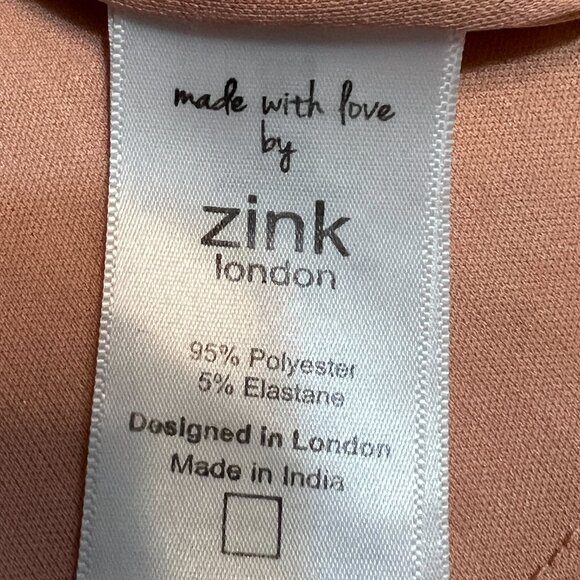 made with love
by
zink
london
95% Polyester
5% Elastane
Designed in London
Made in India